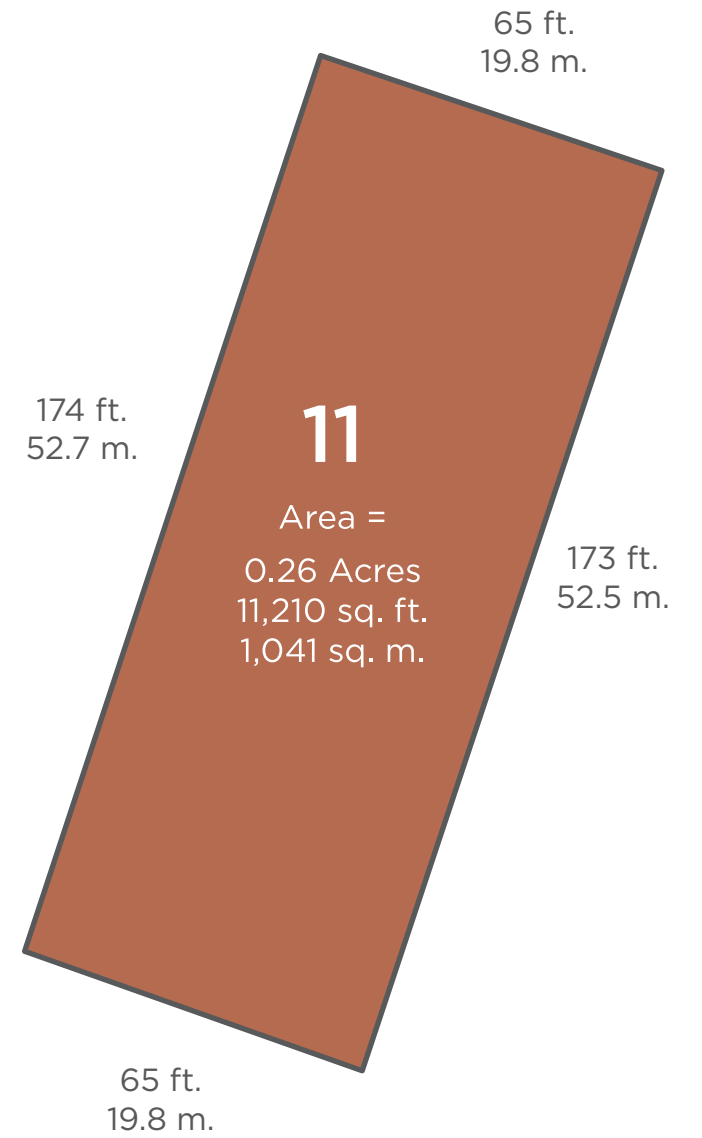 65 ft.
19.8 m.
174 ft.
52.7 m.
11
Area =
0.26 Acres
11,210 sq. ft.
1,041 sq. m.
173 ft.
52.5 m.
65 ft.
19.8 m.